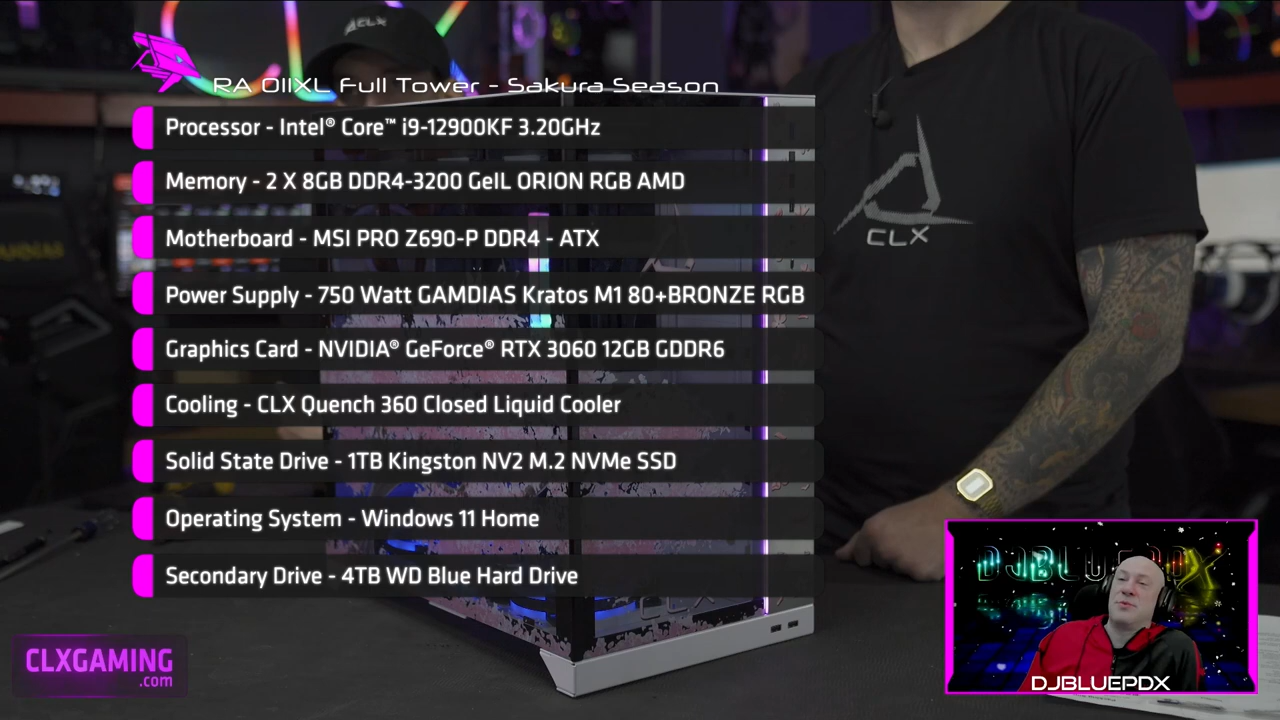 CLX
RA O11XL Full Tower - Sakura Season
Processor - Intel® Core™ i9-12900KF 3.20GHz
Memory - 2 X 8GB DDR4-3200 GeIL ORION RGB AMD
Motherboard - MSI PRO Z690-P DDR4 - ATX
Power Supply - 750 Watt GAMDIAS Kratos M1 80+BRONZE RGB
Graphics Card - NVIDIA® GeForce® RTX 3060 12GB GDDR6
Cooling - CLX Quench 360 Closed Liquid Cooler
Solid State Drive - 1TB Kingston NV2 M.2 NVMe SSD
Operating System - Windows 11 Home
Secondary Drive - 4TB WD Blue Hard Drive
CLX
CLX
CLXGAMING
.com
DJBLUEPDX
DJBLUEPDX